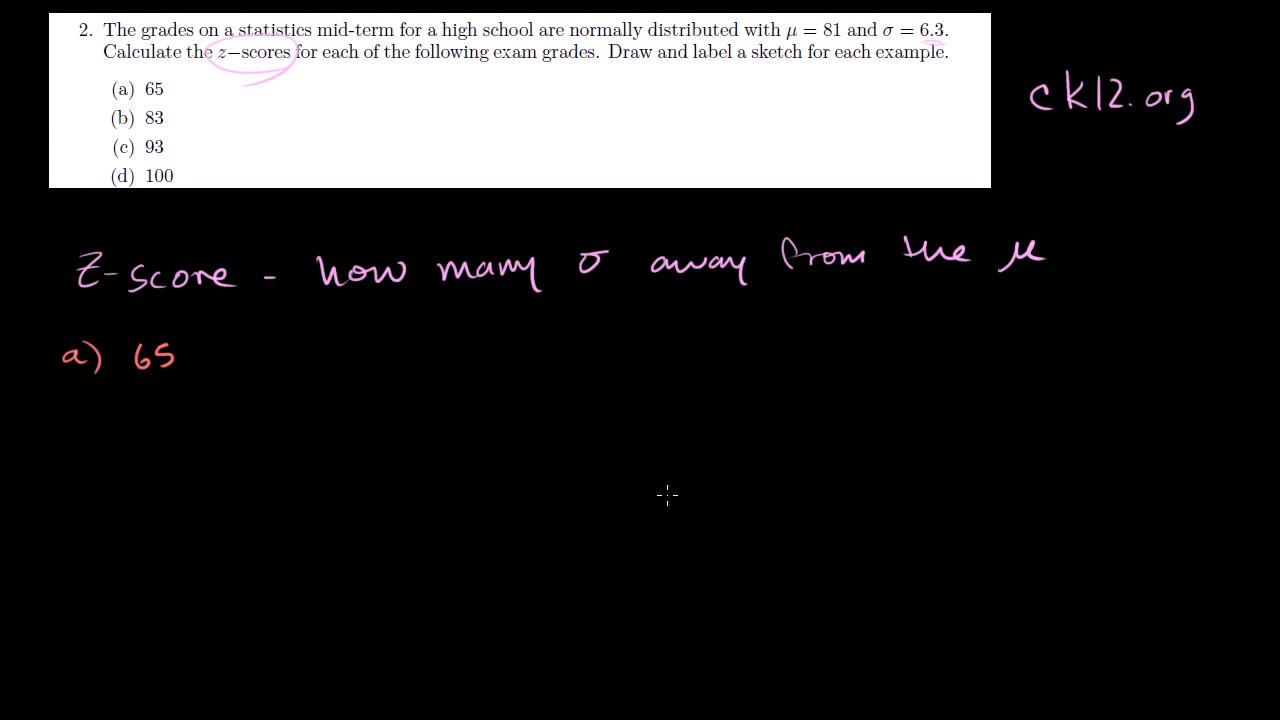 2. The grades on a statistics mid-term for a high school are normally distributed with μ = 81 and σ = 6.3.
Calculate the z−scores for each of the following exam grades. Draw and label a sketch for each example.
(a) 65
(b) 83
(c) 93
(d) 100
ck12.org
Z-score - how many σ away from the μ
a) 65